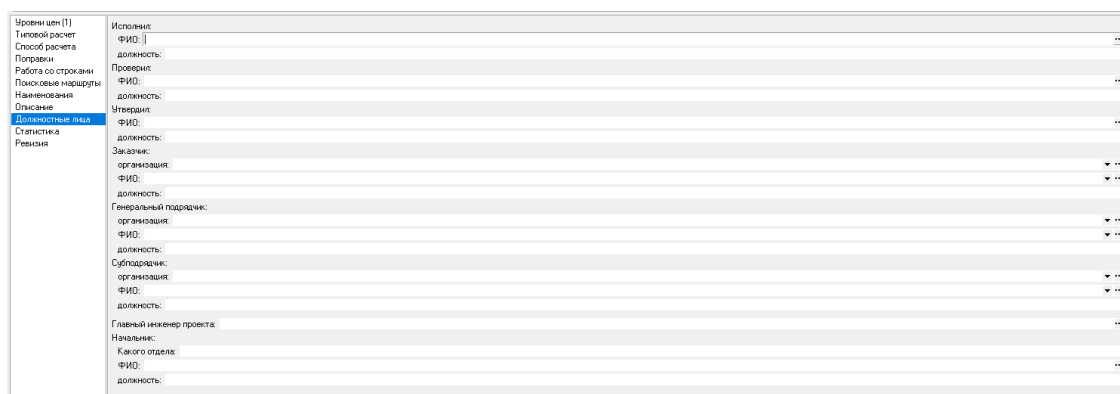 Уровни цен (1)
Типовой расчет
Способ расчета
Поправки
Работа со строками
Поисковые маршруты
Наименования
Описание
Должностные лица
Статистика
Ревизия
Исполнил:
ФИО:
должность:
Проверил:
ФИО:
должность:
Утвердил:
ФИО:
должность:
Заказчик:
организация:
ФИО:
должность:
Генеральный подрядчик:
организация:
ФИО:
должность:
Субподрядчик:
организация:
ФИО:
должность:
Главный инженер проекта:
Начальник:
Какого отдела:
ФИО:
должность: